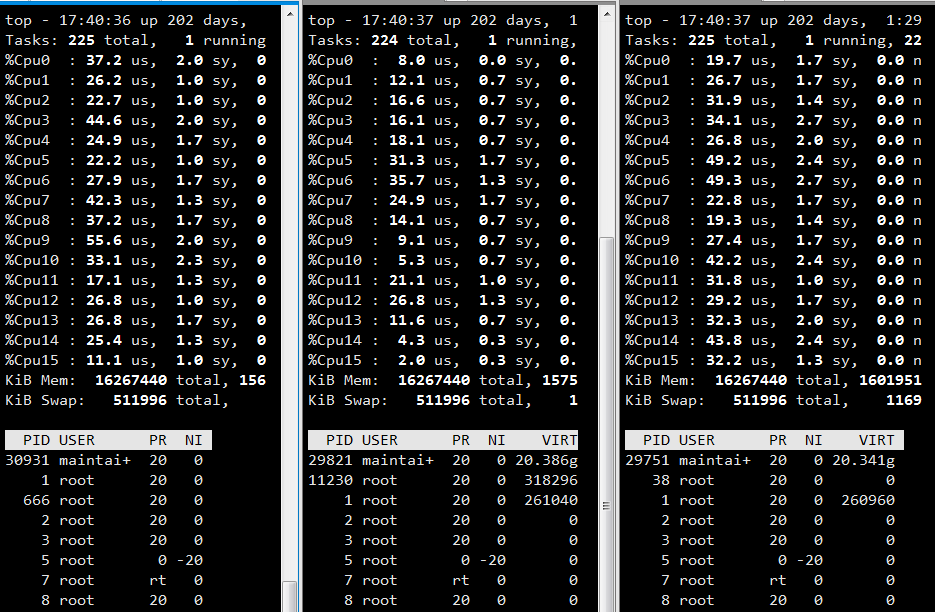 top - 17:40:36 up 202 days,
Tasks: 225 total,   1 running
%Cpu0  : 37.2 us,  2.0 sy,  0
%Cpu1  : 26.2 us,  1.0 sy,  0
%Cpu2  : 22.7 us,  1.0 sy,  0
%Cpu3  : 44.6 us,  2.0 sy,  0
%Cpu4  : 24.9 us,  1.7 sy,  0
%Cpu5  : 22.2 us,  1.0 sy,  0
%Cpu6  : 27.9 us,  1.7 sy,  0
%Cpu7  : 42.3 us,  1.3 sy,  0
%Cpu8  : 37.2 us,  1.7 sy,  0
%Cpu9  : 55.6 us,  2.0 sy,  0
%Cpu10 : 33.1 us,  2.3 sy,  0
%Cpu11 : 17.1 us,  1.3 sy,  0
%Cpu12 : 26.8 us,  1.0 sy,  0
%Cpu13 : 26.8 us,  1.7 sy,  0
%Cpu14 : 25.4 us,  1.3 sy,  0
%Cpu15 : 11.1 us,  1.0 sy,  0
KiB Mem:  16267440 total, 156
KiB Swap:   511996 total,
PID USER      PR  NI
30931 maintai+  20   0
1 root      20   0
666 root      20   0
2 root      20   0
3 root      20   0
5 root       0 -20
7 root      rt   0
8 root      20   0
top - 17:40:37 up 202 days,  1
Tasks: 224 total,   1 running,
%Cpu0  :  8.0 us,  0.0 sy,  0.
%Cpu1  : 12.1 us,  0.7 sy,  0.
%Cpu2  : 16.6 us,  0.7 sy,  0.
%Cpu3  : 16.1 us,  0.7 sy,  0.
%Cpu4  : 18.1 us,  0.7 sy,  0.
%Cpu5  : 31.3 us,  1.7 sy,  0.
%Cpu6  : 35.7 us,  1.3 sy,  0.
%Cpu7  : 24.9 us,  1.7 sy,  0.
%Cpu8  : 14.1 us,  0.7 sy,  0.
%Cpu9  :  9.1 us,  0.7 sy,  0.
%Cpu10 :  5.3 us,  0.7 sy,  0.
%Cpu11 : 21.1 us,  1.0 sy,  0.
%Cpu12 : 26.8 us,  1.3 sy,  0.
%Cpu13 : 11.6 us,  0.7 sy,  0.
%Cpu14 :  4.3 us,  0.3 sy,  0.
%Cpu15 :  2.0 us,  0.3 sy,  0.
KiB Mem:  16267440 total, 1575
KiB Swap:   511996 total,     1
PID USER      PR  NI    VIRT
29821 maintai+  20   0 20.386g
11230 root      20   0  318296
1 root      20   0  261040
2 root      20   0       0
3 root      20   0       0
5 root       0 -20       0
7 root      rt   0       0
8 root      20   0       0
top - 17:40:37 up 202 days,  1:29
Tasks: 225 total,   1 running, 22
%Cpu0  : 19.7 us,  1.7 sy,  0.0 n
%Cpu1  : 26.7 us,  1.7 sy,  0.0 n
%Cpu2  : 31.9 us,  1.4 sy,  0.0 n
%Cpu3  : 34.1 us,  2.7 sy,  0.0 n
%Cpu4  : 26.8 us,  2.0 sy,  0.0 n
%Cpu5  : 49.2 us,  2.4 sy,  0.0 n
%Cpu6  : 49.3 us,  2.7 sy,  0.0 n
%Cpu7  : 22.8 us,  1.7 sy,  0.0 n
%Cpu8  : 19.3 us,  1.4 sy,  0.0 n
%Cpu9  : 27.4 us,  1.7 sy,  0.0 n
%Cpu10 : 42.2 us,  2.4 sy,  0.0 n
%Cpu11 : 31.8 us,  1.0 sy,  0.0 n
%Cpu12 : 29.2 us,  1.7 sy,  0.0 n
%Cpu13 : 32.3 us,  2.0 sy,  0.0 n
%Cpu14 : 43.8 us,  2.4 sy,  0.0 n
%Cpu15 : 32.2 us,  1.3 sy,  0.0 n
KiB Mem:  16267440 total, 1601951
KiB Swap:   511996 total,    1169
PID USER      PR  NI    VIRT
29751 maintai+  20   0 20.341g
38 root      20   0       0
1 root      20   0  260960
2 root      20   0       0
3 root      20   0       0
5 root       0 -20       0
7 root      rt   0       0
8 root      20   0       0